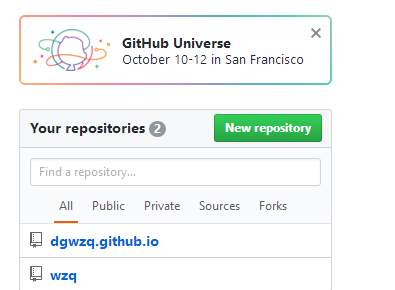 GitHub Universe
October 10-12 in San Francisco
Your repositories 2 New repository
Find a repository...
All Public Private Sources Forks
dgwzq.github.io
wzq